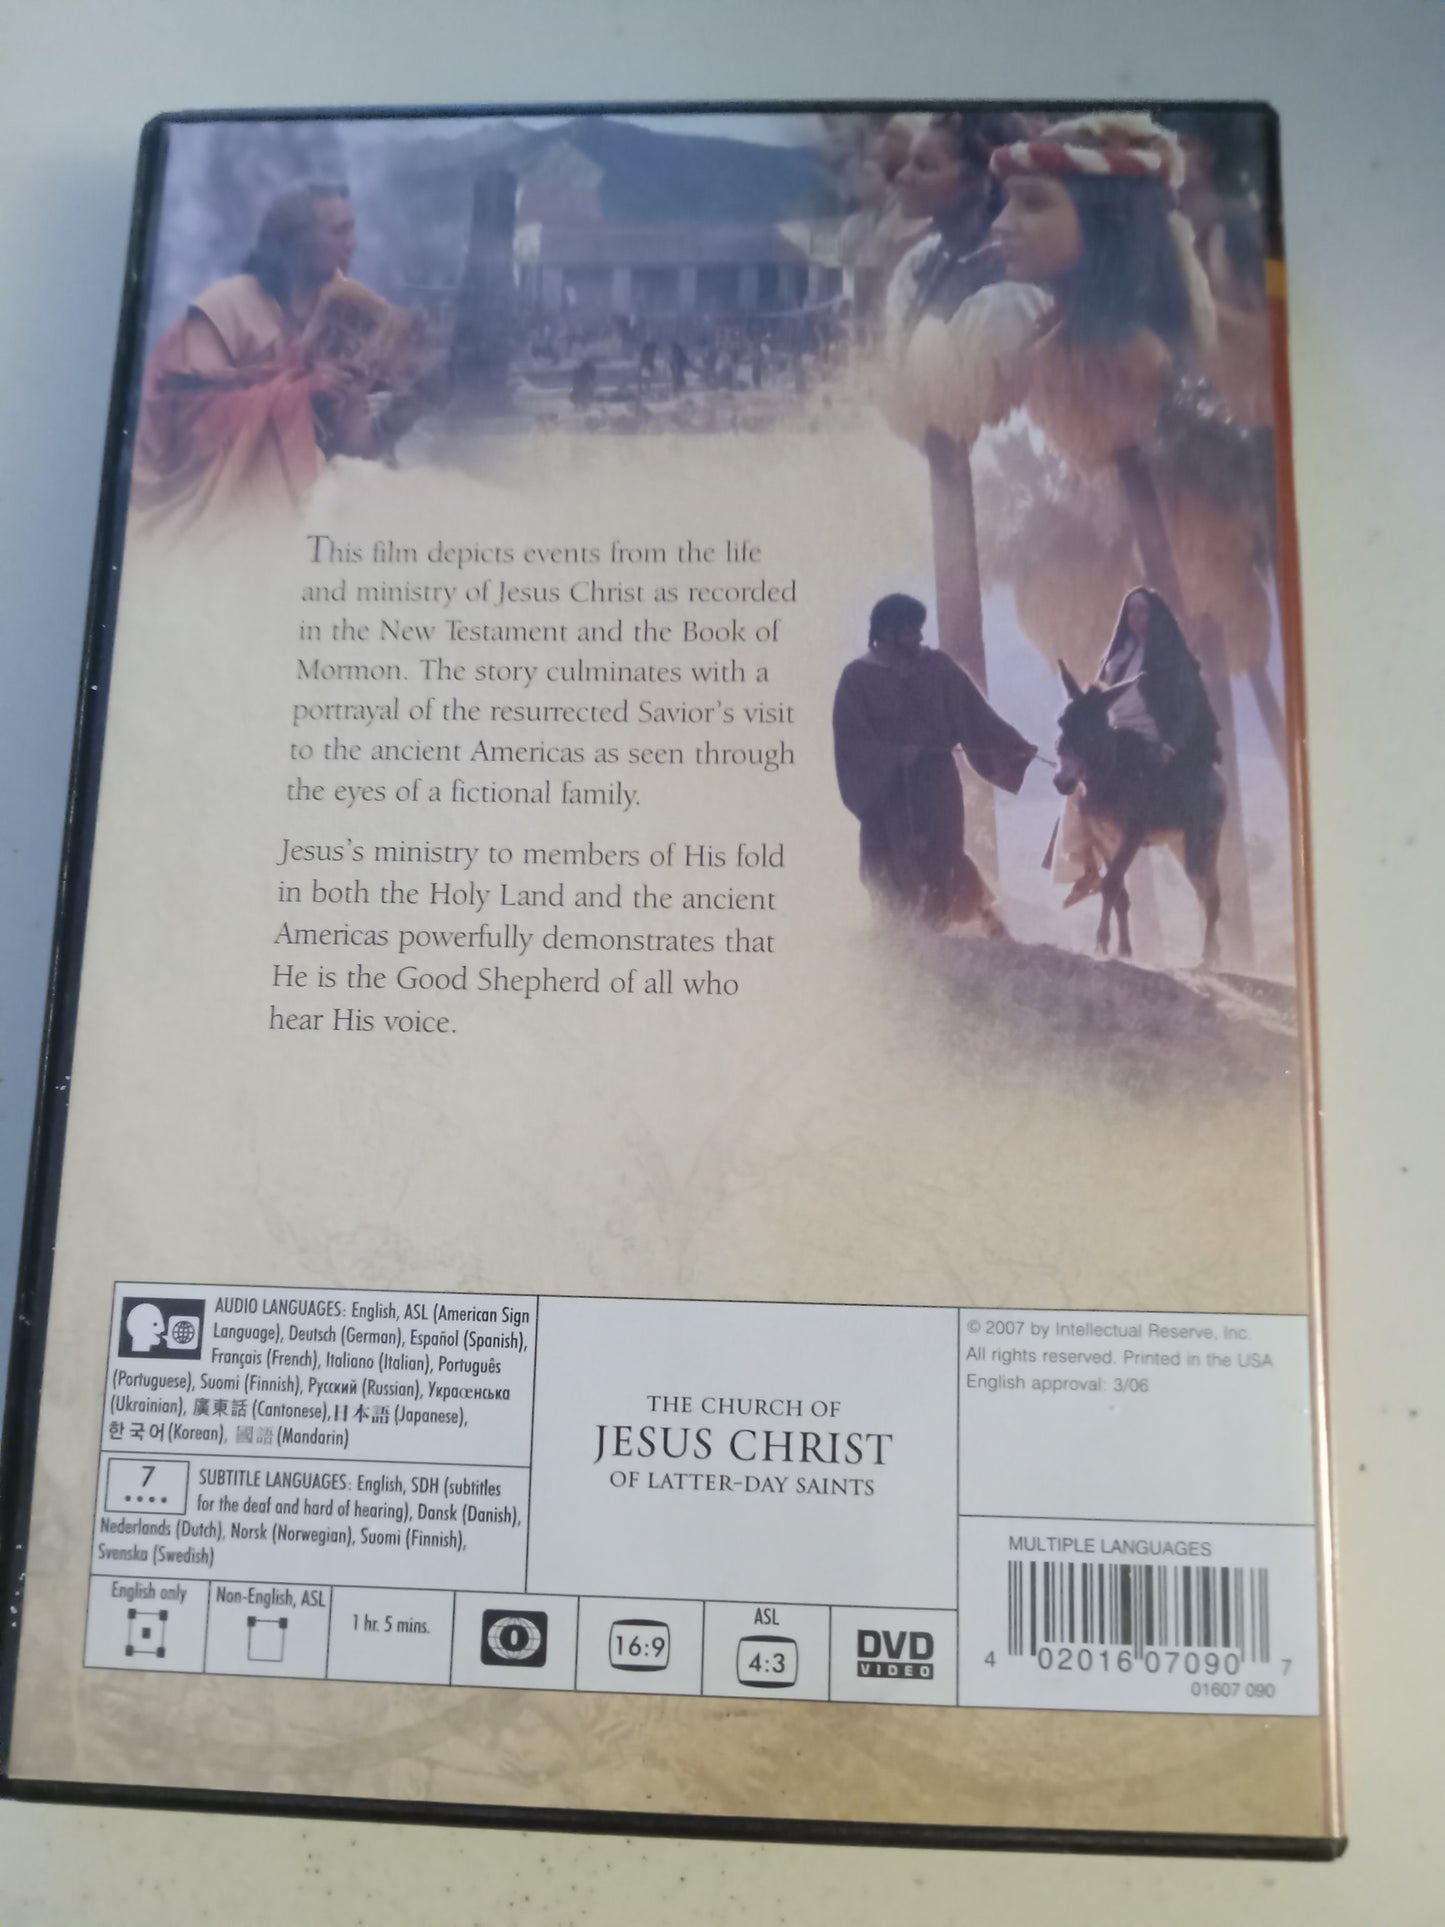 This film depicts events from the life
and ministry of Jesus Christ as recorded
in the New Testament and the Book of
Mormon. The story culminates with a
portrayal of the resurrected Savior's visit
to the ancient Americas as seen through
the eyes of a fictional family.
Jesus's ministry to members of His fold
in both the Holy Land and the ancient
Americas powerfully demonstrates that
He is the Good Shepherd of all who
hear His voice.
AUDIO LANGUAGES: English, ASL (American Sign
Language), Deutsch (German), Español (Spanish),
Français (French), Italiano (Italian), Português
(Portuguese), Suomi (Finnish), Русский (Russian), Украœнська
(Ukrainian), 廣東話 (Cantonese), 日本語 (Japanese),
한국어 (Korean), 國語 (Mandarin)
7
SUBTITLE LANGUAGES: English, SDH (subtitles
for the deaf and hard of hearing), Dansk (Danish),
Nederlands (Dutch), Norsk (Norwegian), Suomi (Finnish),
Svenska (Swedish)
English only
Non-English, ASL
1 hr. 5 mins.
0
16:9
ASL
4:3
DVD
VIDEO
THE CHURCH OF
JESUS CHRIST
OF LATTER-DAY SAINTS
© 2007 by Intellectual Reserve, Inc.
All rights reserved. Printed in the USA
English approval: 3/06
MULTIPLE LANGUAGES
4 02016 07090 7
01607 090